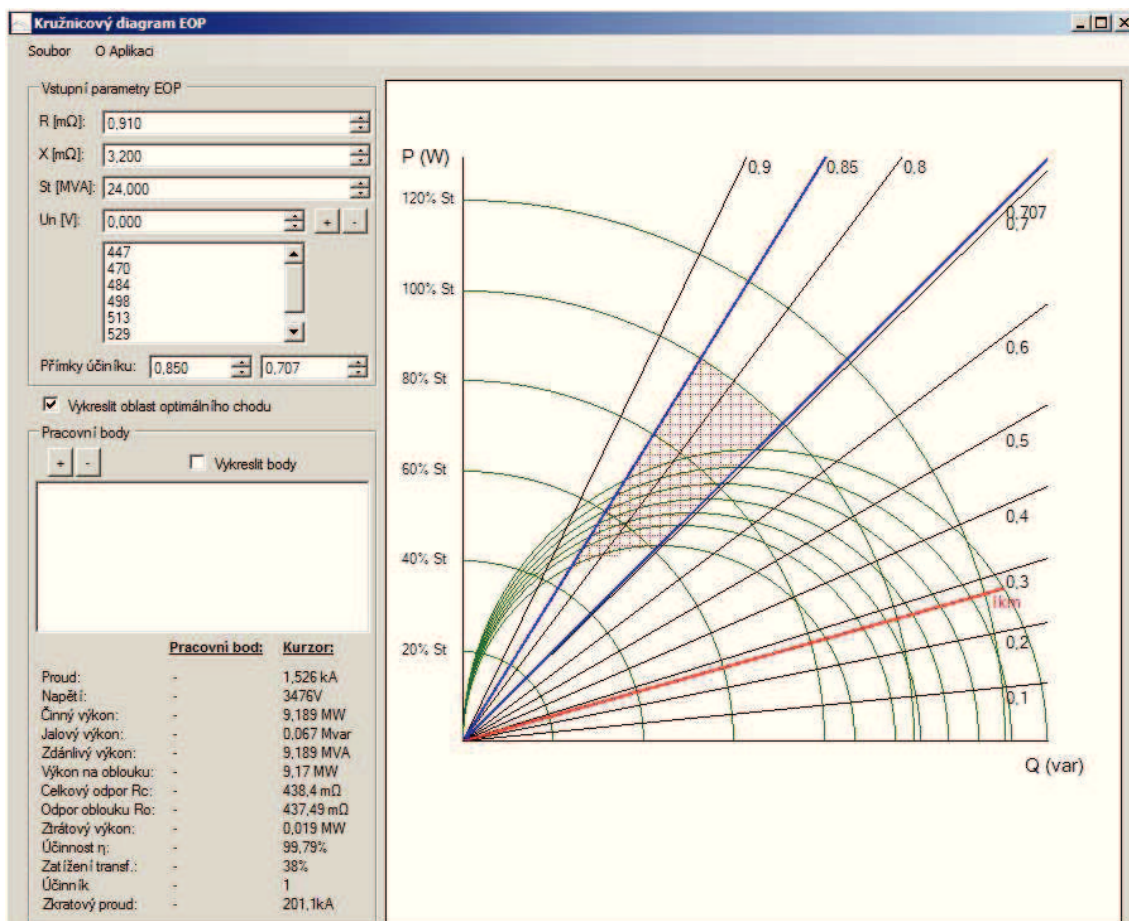 Kružnicový diagram EOP
Soubor O Aplikaci
Vstupní parametry EOP
R [mΩ]: 0,910
X [mΩ]: 3,200
St [MVA]: 24,000
Un [V]: 0,000 + -
447
470
484
498
513
529
Přímky účiníku: 0,850 0,707
Vykreslit oblast optimálního chodu
Pracovní body
+ - Vykreslit body
Pracovní bod: Kurzor:
Proud: - 1,526 kA
Napětí: - 3476V
Činný výkon: - 9,189 MW
Jalový výkon: - 0,067 Mvar
Zdánlivý výkon: - 9,189 MVA
Výkon na oblouku: - 9,17 MW
Celkový odpor Rc: - 438,4 mΩ
Odpor oblouku Ro: - 437,49 mΩ
Ztrátový výkon: - 0,019 MW
Účinnost η: - 99,79%
Zatížení transf.: - 38%
Účinník - 1
Zkratový proud: - 201,1kA
P (W)
120% St
100% St
80% St
60% St
40% St
20% St
0,9
0,85
0,8
0,707
0,7
0,6
0,5
0,4
0,3
Ikm
0,2
0,1
Q (var)